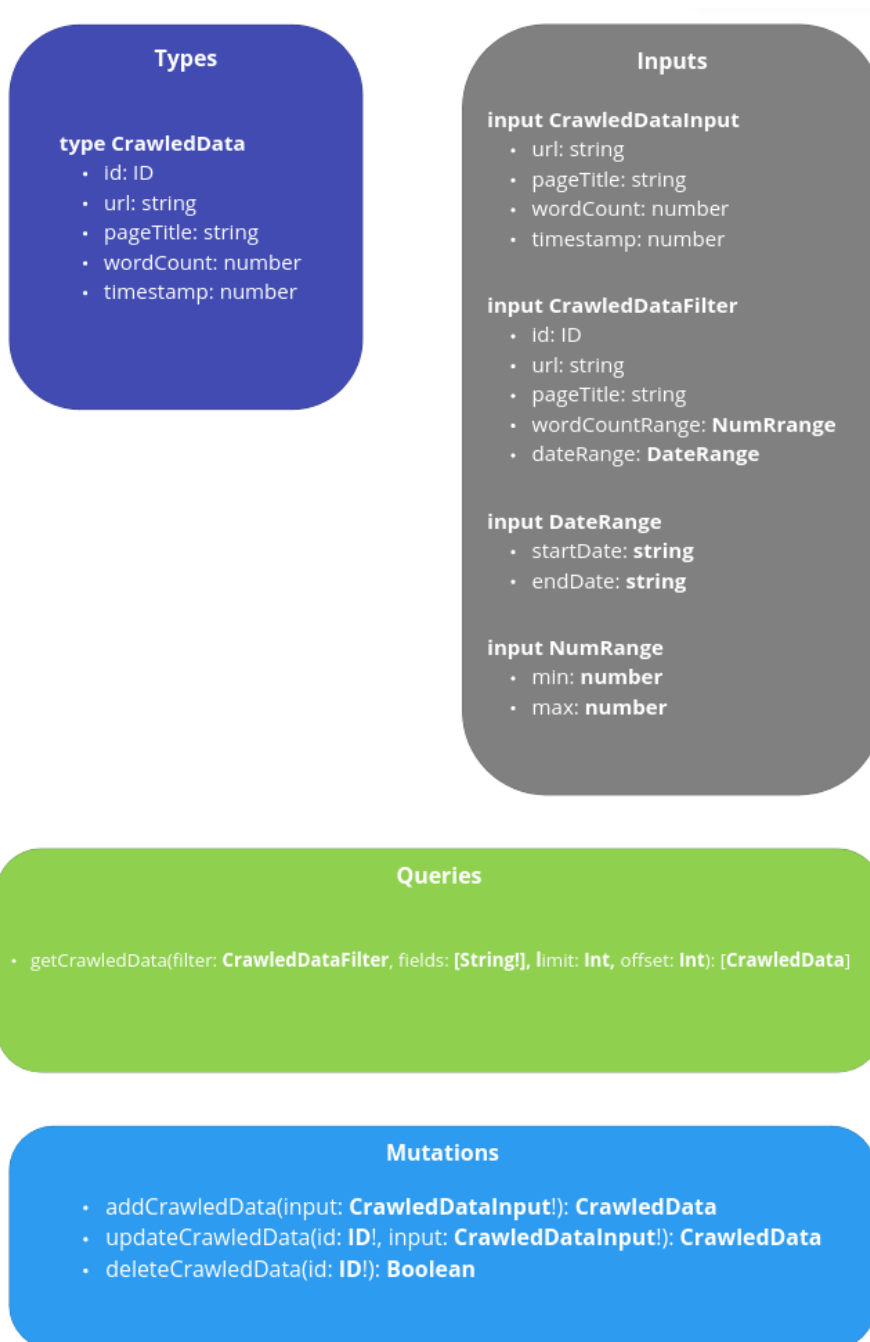 Types
type CrawledData
• id: ID
• url: string
• pageTitle: string
• wordCount: number
• timestamp: number
Inputs
input CrawledDataInput
• url: string
• pageTitle: string
• wordCount: number
• timestamp: number
input CrawledDataFilter
• id: ID
• url: string
• pageTitle: string
• wordCountRange: NumRrange
• dateRange: DateRange
input DateRange
• startDate: string
• endDate: string
input NumRange
• min: number
• max: number
Queries
• getCrawledData(filter: CrawledDataFilter, fields: [String!], limit: Int, offset: Int): [CrawledData]
Mutations
• addCrawledData(input: CrawledDataInput!): CrawledData
• updateCrawledData(id: ID!, input: CrawledDataInput!): CrawledData
• deleteCrawledData(id: ID!): Boolean